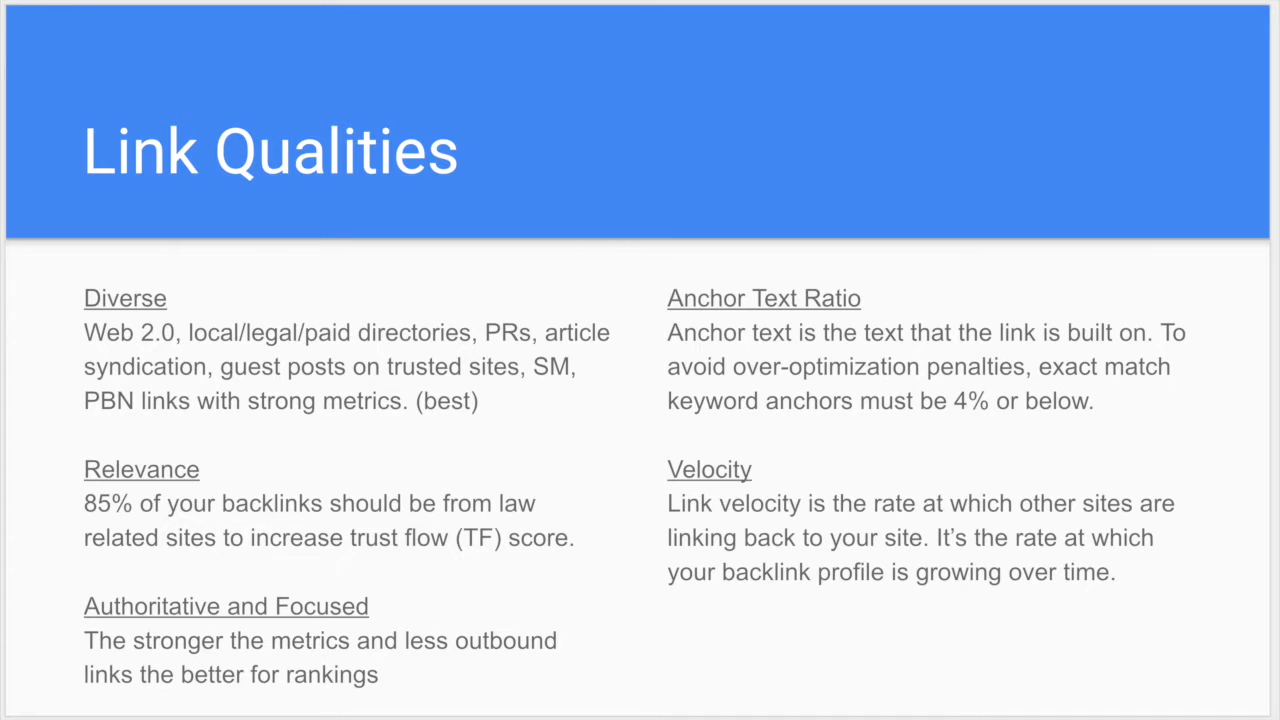 Link Qualities
Diverse
Web 2.0, local/legal/paid directories, PRs, article
syndication, guest posts on trusted sites, SM,
PBN links with strong metrics. (best)
Relevance
85% of your backlinks should be from law
related sites to increase trust flow (TF) score.
Authoritative and Focused
The stronger the metrics and less outbound
links the better for rankings
Anchor Text Ratio
Anchor text is the text that the link is built on. To
avoid over-optimization penalties, exact match
keyword anchors must be 4% or below.
Velocity
Link velocity is the rate at which other sites are
linking back to your site. It’s the rate at which
your backlink profile is growing over time.